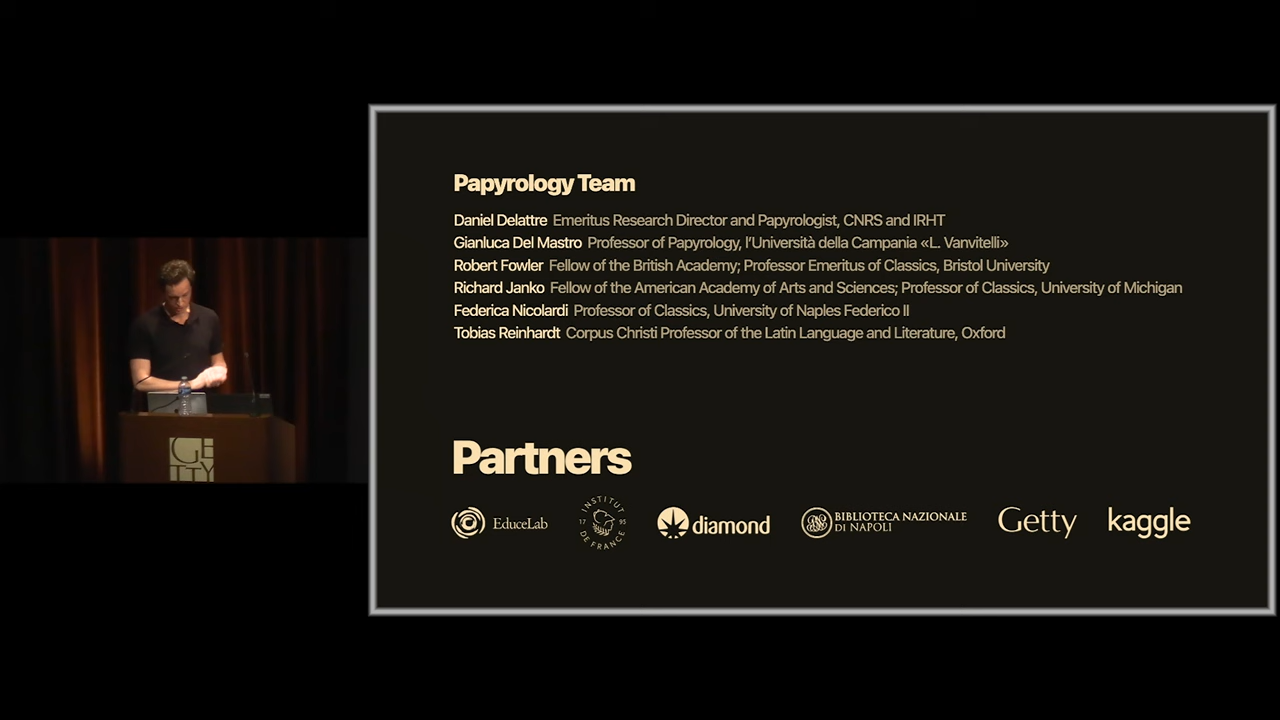 Papyrology Team
Daniel Delattre Emeritus Research Director and Papyrologist, CNRS and IRHT
Gianluca Del Mastro Professor of Papyrology, l'Università della Campania «L. Vanvitelli»
Robert Fowler Fellow of the British Academy; Professor Emeritus of Classics, Bristol University
Richard Janko Fellow of the American Academy of Arts and Sciences; Professor of Classics, University of Michigan
Federica Nicolardi Professor of Classics, University of Naples Federico II
Tobias Reinhardt Corpus Christi Professor of the Latin Language and Literature, Oxford
Partners
EduceLab
INSTITUT
17 95
DE FRANCE
diamond
BIBLIOTECA NAZIONALE
DI NAPOLI
Getty
kaggle
GE
TTY